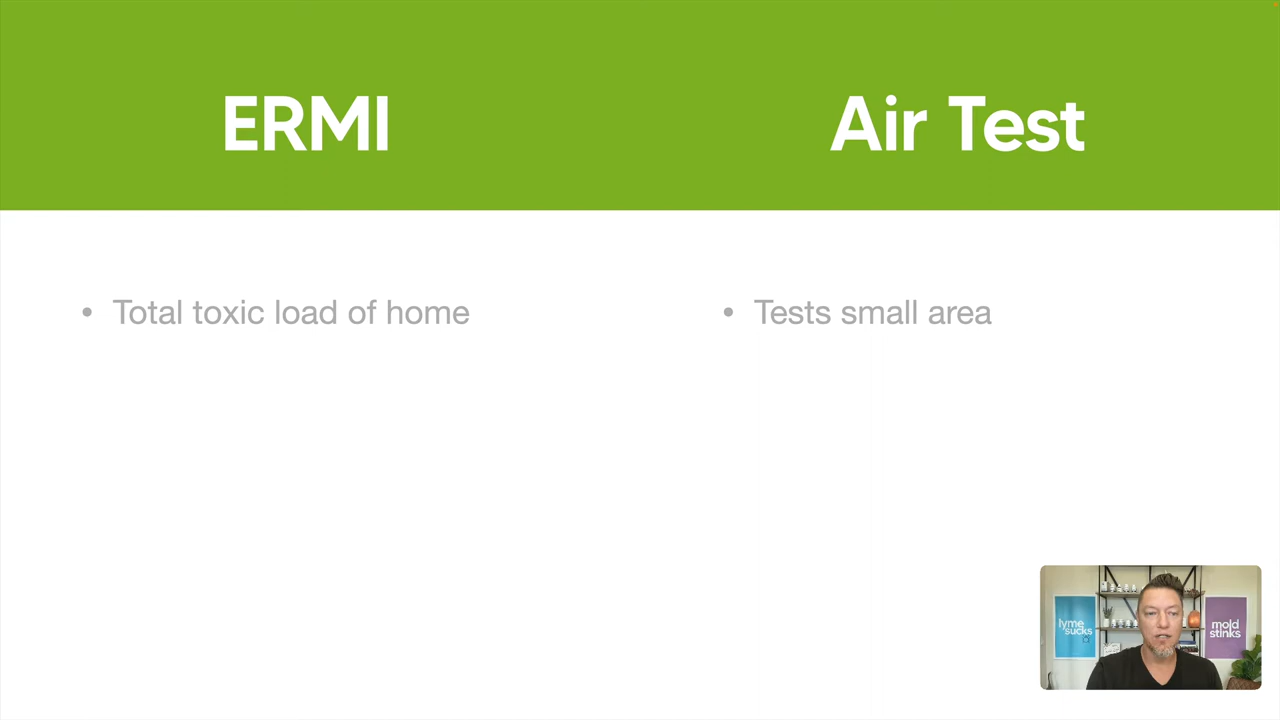 ERMI
Air Test
• Total toxic load of home
• Tests small area
lyme
sucks
mold
stinks